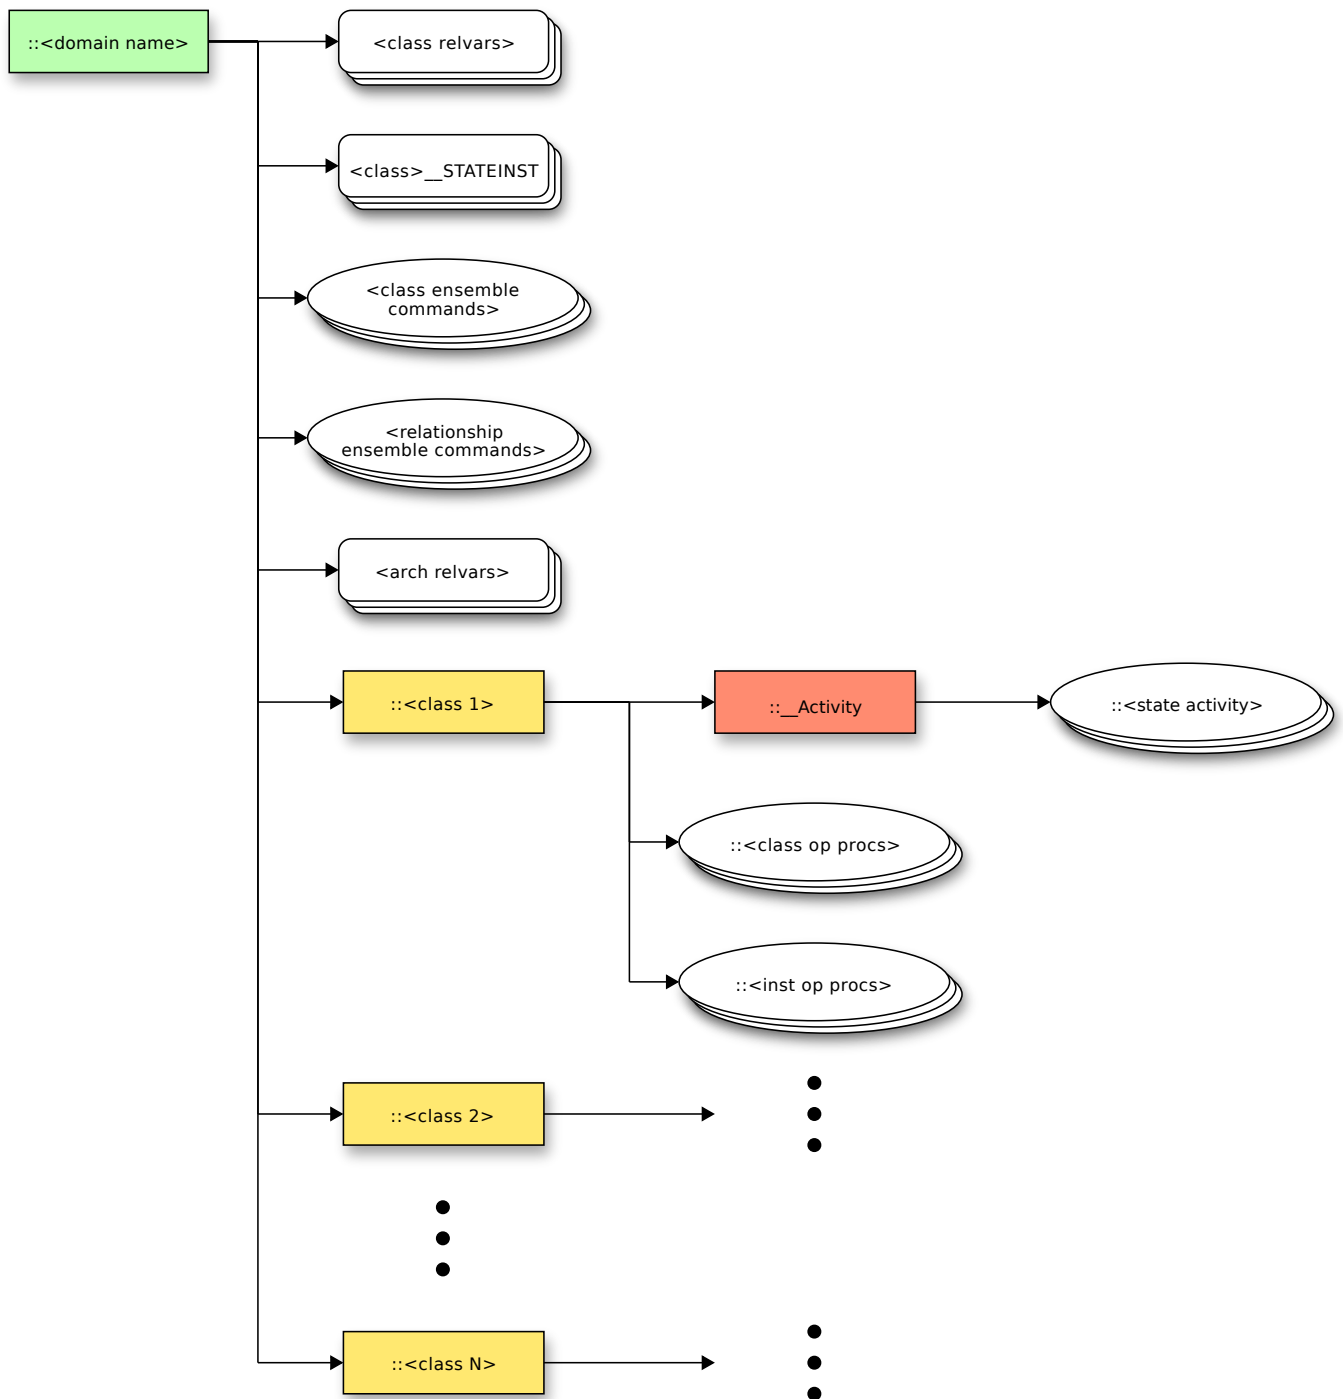 ::<domain name>
<class relvars>
<class>__STATEINST
<class ensemble
commands>
<relationship
ensemble commands>
<arch relvars>
::<class 1>
::__Activity
::<state activity>
::<class op procs>
::<inst op procs>
::<class 2>
::<class N>